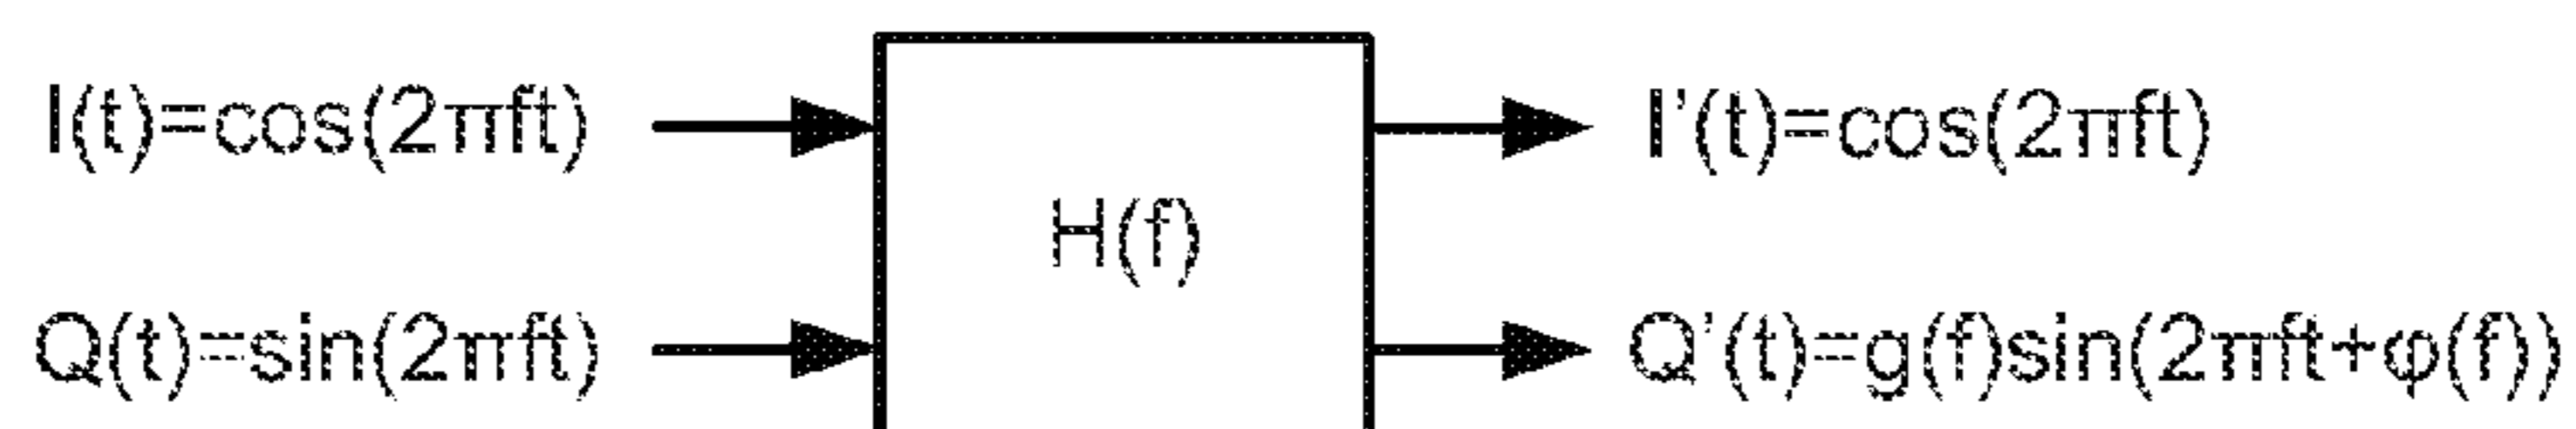 I(t)=cos(2πft)
I'(t)=cos(2πft)
H(f)
Q(t)=sin(2πft)
Q'(t)=g(f)sin(2πft+φ(f))